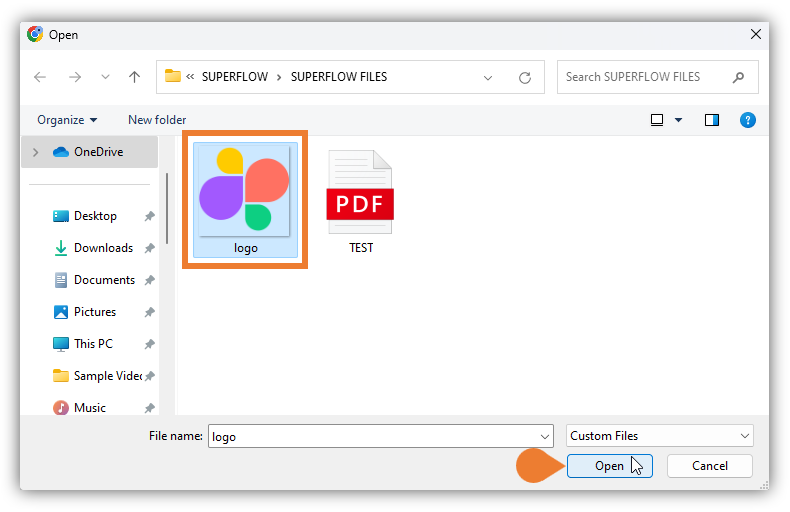 Open
« SUPERFLOW > SUPERFLOW FILES
Search SUPERFLOW FILES
Organize
New folder
?
OneDrive
Desktop
Downloads
Documents
Pictures
This PC
Sample Videc
Music
logo
PDF
TEST
File name:
logo
Custom Files
Open
Cancel